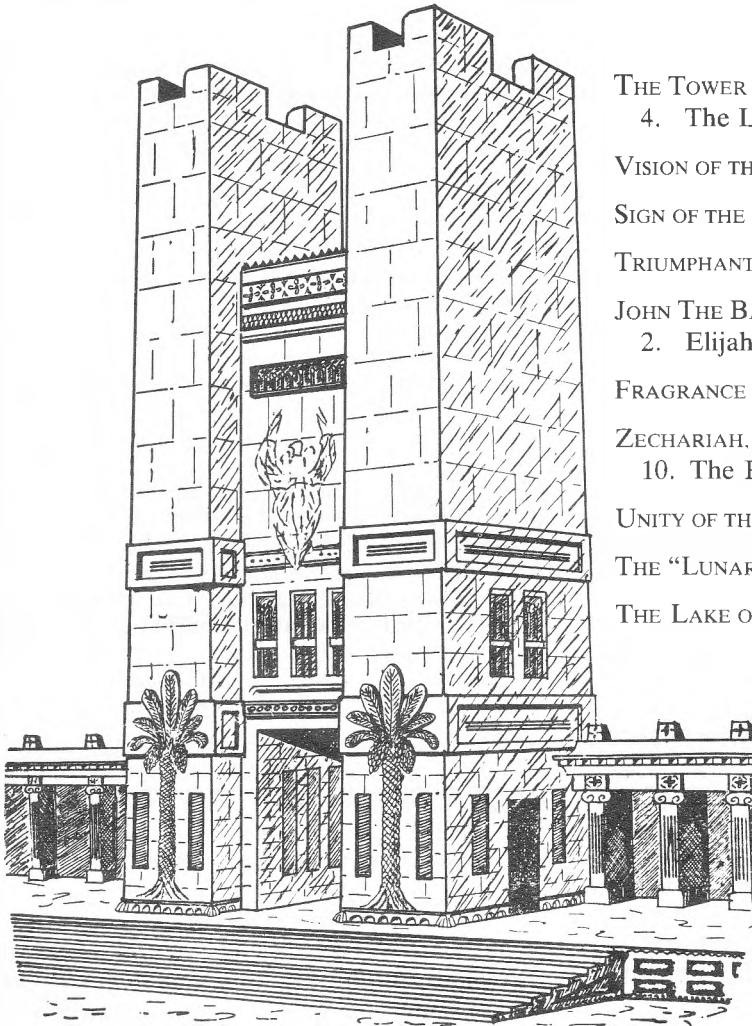 THE TOWER
4. The L
VISION OF TH
SIGN OF THE
TRIUMPHANT
JOHN THE BA
2. Elijah
FRAGRANCE
ZECHARIAH.
10. The
UNITY OF TH
THE “LUNAR
THE LAKE O